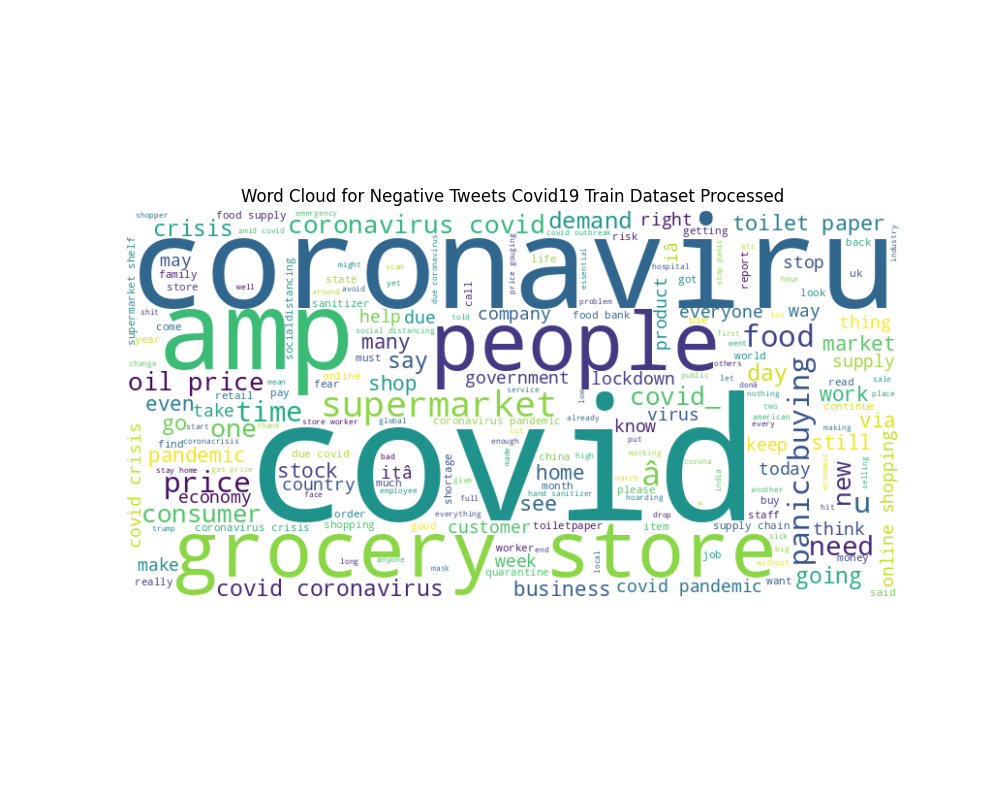 Word Cloud for Negative Tweets Covid19 Train Dataset Processed
shopper
food supply
emergency
crisis
amid covid
coronavirus covid
covid outbreak
demand
right
getting
toilet paper
industry
supermarket shelf
coronaviru
may
family
store
well
might
scan
yet
state
around
avoid
sanitizer
socialdistancing
due coronavirus
call
price gouging
life
essential
risk
hospital
problem
iâ
got
stop panic
report
etc
hour
stop
look
uk
back
shit
come
year
change
amp
help
due
told
social distancing
many
must
say
people
company
food bank
government
lockdown
product
everyone
use
first
went
others
world
lot
food
way
thing
market
supply
oil price
mean
retail
pay
online
fear
shop
service
low
public
let
day
donâ
nothing
read
sale
place
work
even
take
time
supermarket
covid_
virus
two
american
every
continue
via
go
start
one
thank
store worker
global
coronavirus pandemic
cut
already
know
put
keep
making
still
find
coronacrisis
pandemic
stay home
gas price
due covid
bad
enough
made
china
high
working
corona
covid crisis
price
economy
stock
country
face
itâ
much
employee
shortage
give
full
covid
home
month
hand sanitizer
march
please
hoarding
â
india
w
today
another
buy
panic buying
economic
hit
new
selling
online shopping
u
consumer
order
everything
shopping
coronavirus crisis
trump
good
customer
toiletpaper
item
drop
staff
supply chain
sick
think
need
money
make
really
grocery store
long
anyone
mask
worker
end
week
quarantine
local
job
big
without
want
going
said
covid coronavirus
business
covid pandemic
see